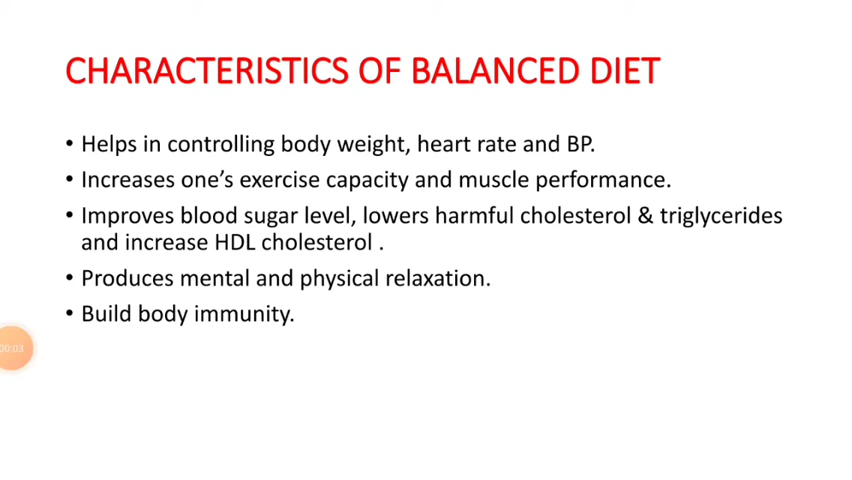 CHARACTERISTICS OF BALANCED DIET
• Helps in controlling body weight, heart rate and BP.
• Increases one’s exercise capacity and muscle performance.
• Improves blood sugar level, lowers harmful cholesterol & triglycerides
and increase HDL cholesterol .
• Produces mental and physical relaxation.
• Build body immunity.
00:03